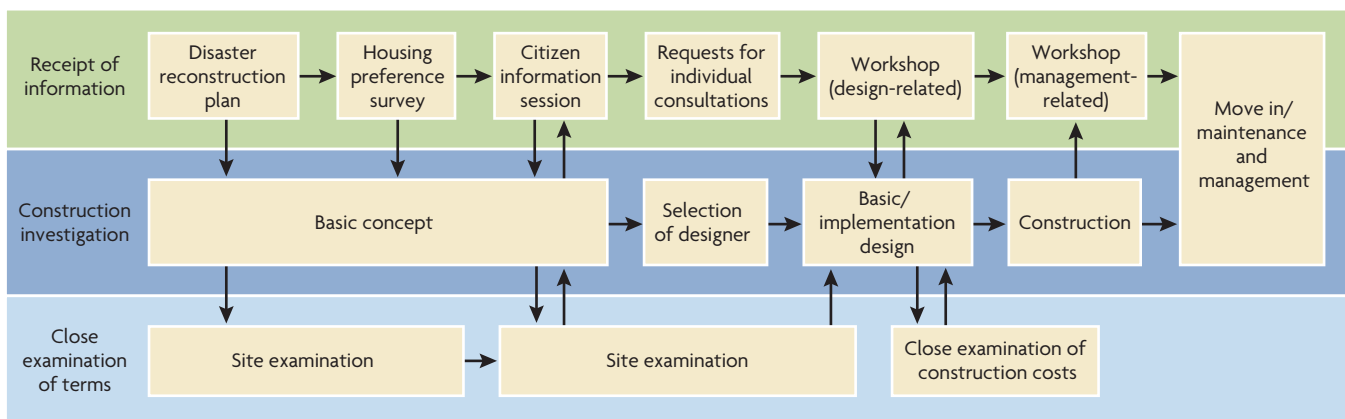 Receipt of
information
Disaster
reconstruction
plan
Housing
preference
survey
Citizen
information
session
Requests for
individual
consultations
Workshop
(design-related)
Workshop
(management-
related)
Move in/
maintenance
and
management
Construction
investigation
Basic concept
Selection
of designer
Basic/
implementation
design
Construction
Close
examination
of terms
Site examination
Site examination
Close examination of
construction costs